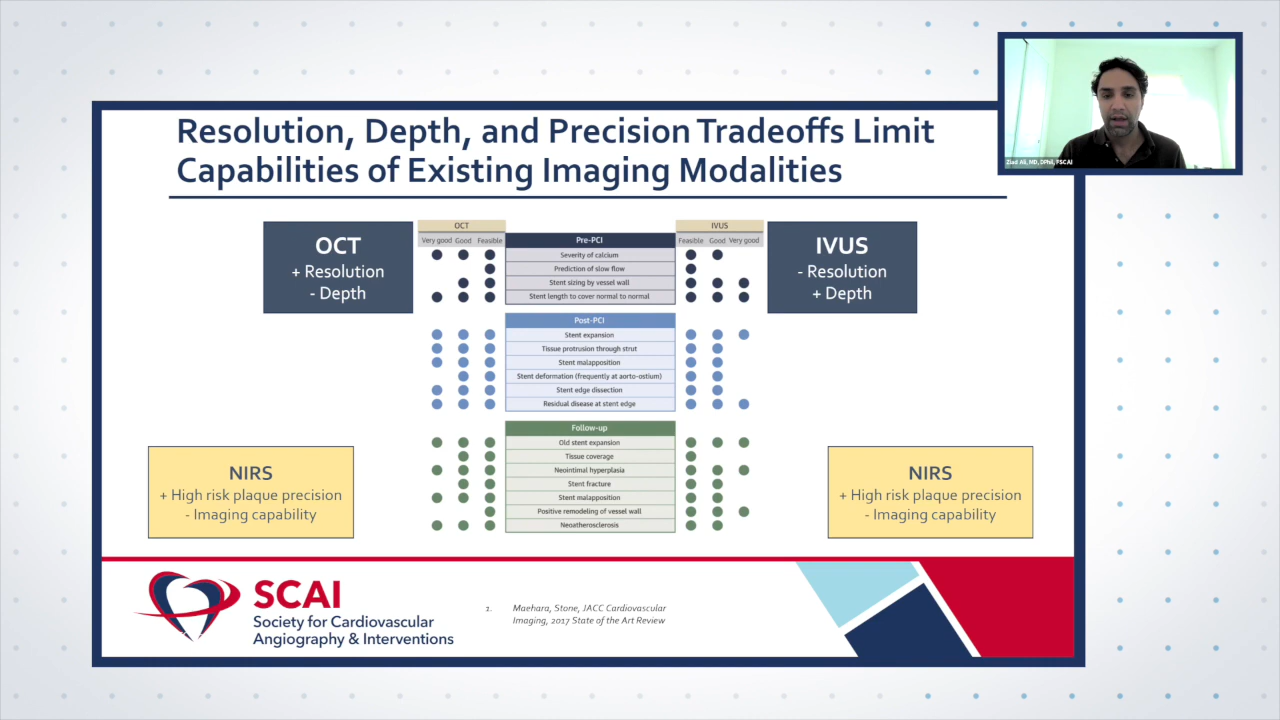 Resolution, Depth, and Precision Tradeoffs Limit
Capabilities of Existing Imaging Modalities
Ziad Ali, MD, DPhil, FSCAI
OCT
+ Resolution
- Depth
OCT
Very good Good Feasible
Pre-PCI
Severity of calcium
Prediction of slow flow
Stent sizing by vessel wall
Stent length to cover normal to normal
IVUS
Feasible Good Very good
IVUS
- Resolution
+ Depth
Post-PCI
Stent expansion
Tissue protrusion through strut
Stent malapposition
Stent deformation (frequently at aorto-ostium)
Stent edge dissection
Residual disease at stent edge
Follow-up
Old stent expansion
Tissue coverage
Neointimal hyperplasia
Stent fracture
Stent malapposition
Positive remodeling of vessel wall
Neoatherosclerosis
NIRS
+ High risk plaque precision
- Imaging capability
NIRS
+ High risk plaque precision
- Imaging capability
SCAI
Society for Cardiovascular
Angiography & Interventions
1. Maehara, Stone, JACC Cardiovascular
Imaging, 2017 State of the Art Review